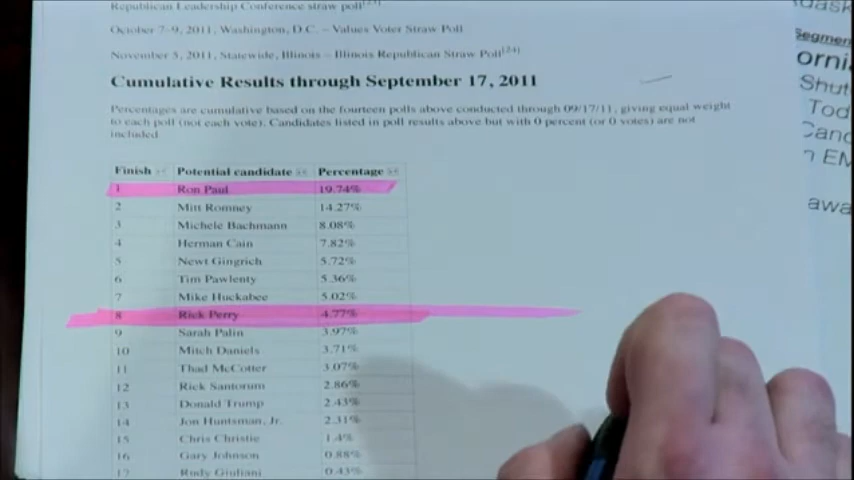 Republican Leadership Conference straw poll[23]
October 7-9, 2011, Washington, D.C. – Values Voter Straw Poll
November 5, 2011, Statewide, Illinois – Illinois Republican Straw Poll[24]
Cumulative Results through September 17, 2011
Percentages are cumulative based on the fourteen polls above conducted through 09/17/11, giving equal weight
to each poll (not each vote). Candidates listed in poll results above but with 0 percent (or 0 votes) are not
included.
Finish Potential candidate Percentage
1 Ron Paul 19.74%
2 Mitt Romney 14.27%
3 Michele Bachmann 8.08%
4 Herman Cain 7.82%
5 Newt Gingrich 5.72%
6 Tim Pawlenty 5.36%
7 Mike Huckabee 5.02%
8 Rick Perry 4.77%
9 Sarah Palin 3.97%
10 Mitch Daniels 3.71%
11 Thad McCotter 3.07%
12 Rick Santorum 2.86%
13 Donald Trump 2.43%
14 Jon Huntsman, Jr. 2.31%
15 Chris Christie 1.4%
16 Gary Johnson 0.88%
17 Rudy Giuliani 0.43%
Segmen
orni
Shut
Tod
Canc
n EM
awa